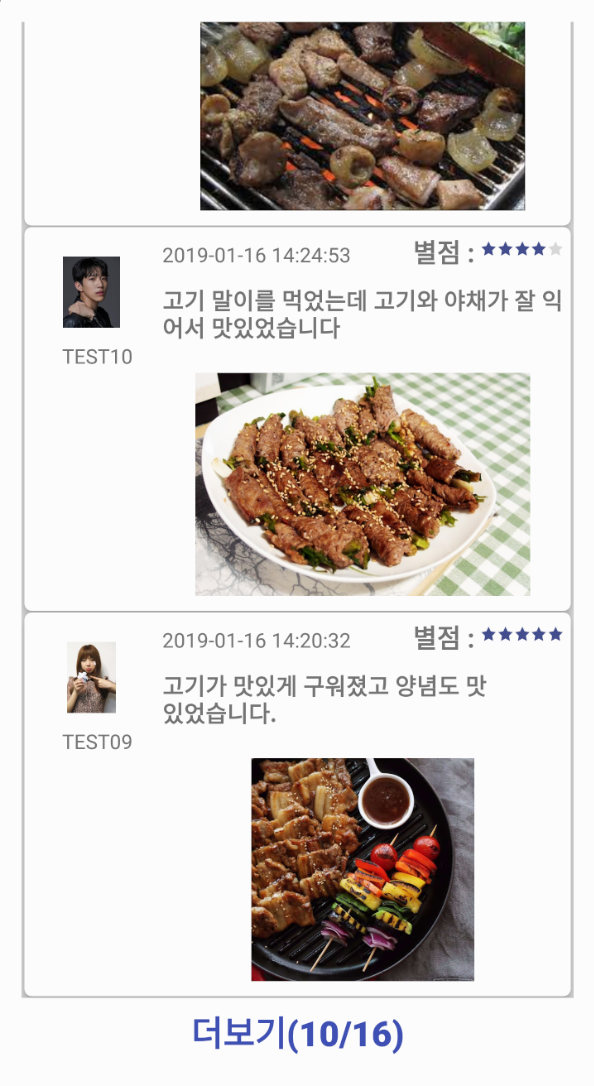 2019-01-16 14:24:53
별점 :
고기 말이를 먹었는데 고기와 야채가 잘 익
어서 맛있었습니다
TEST10
2019-01-16 14:20:32
별점 :
고기가 맛있게 구워졌고 양념도 맛
있었습니다.
TEST09
더보기(10/16)